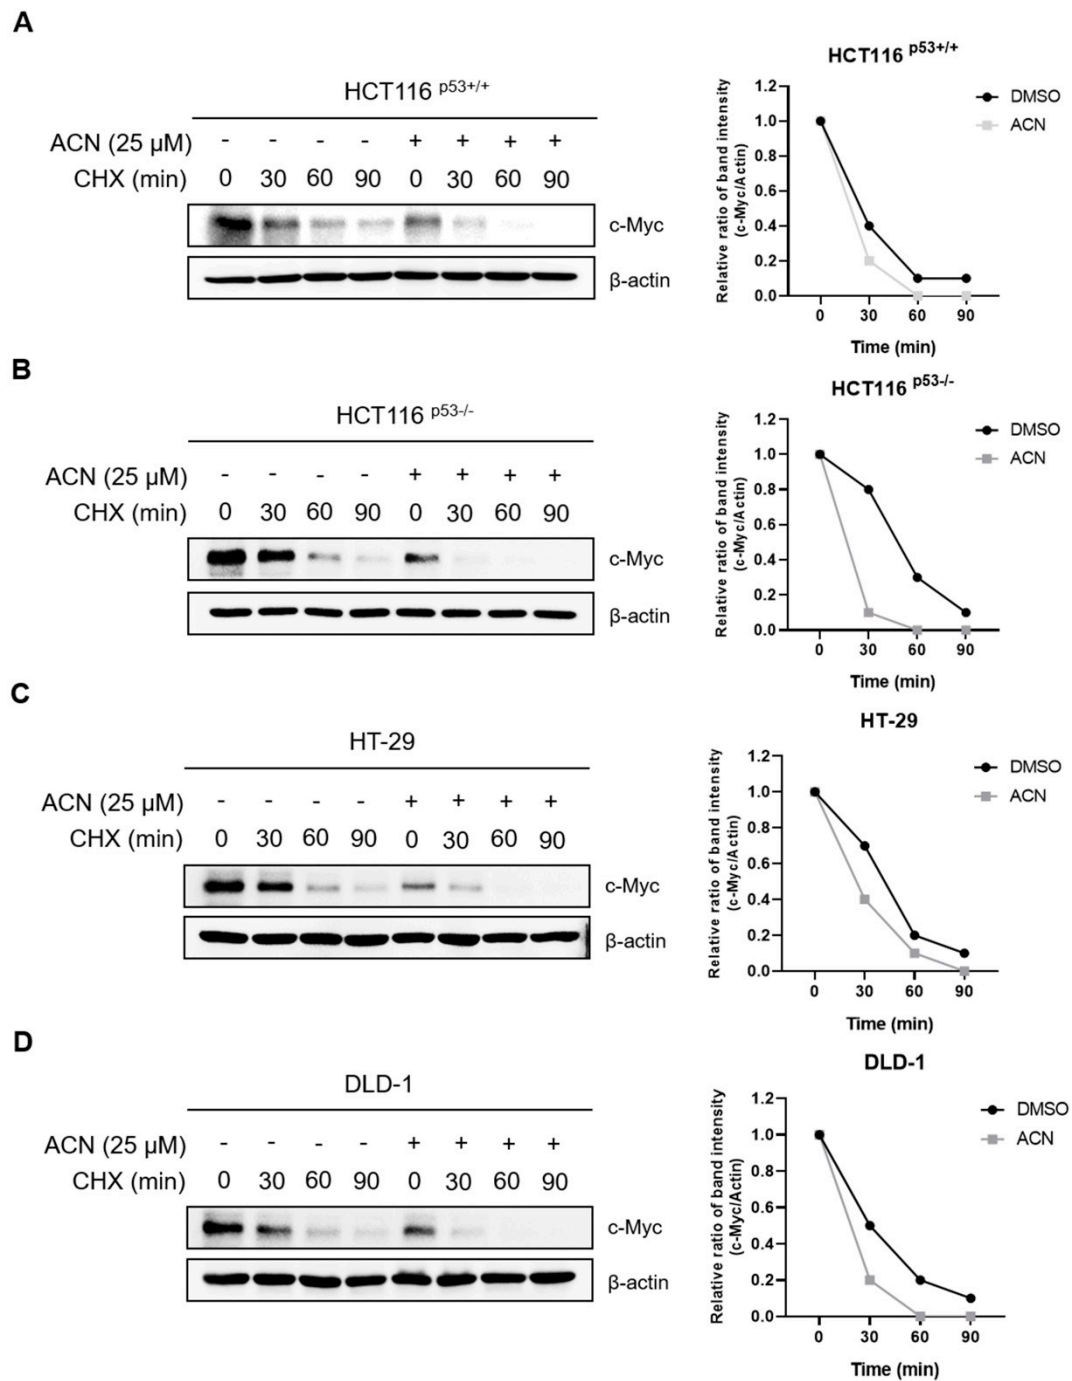 A
HCT116 p53+/+
ACN (25 µM) - - - - + + + +
CHX (min) 0 30 60 90 0 30 60 90
c-Myc
β-actin
HCT116 p53+/+
Relative ratio of band intensity
(c-Myc/Actin)
1.2
1.0
0.8
0.6
0.4
0.2
0.0
0 30 60 90
Time (min)
DMSO
ACN
B
HCT116 p53-/-
ACN (25 µM) - - - - + + + +
CHX (min) 0 30 60 90 0 30 60 90
c-Myc
β-actin
HCT116 p53-/-
Relative ratio of band intensity
(c-Myc/Actin)
1.2
1.0
0.8
0.6
0.4
0.2
0.0
0 30 60 90
Time (min)
DMSO
ACN
C
HT-29
ACN (25 µM) - - - - + + + +
CHX (min) 0 30 60 90 0 30 60 90
c-Myc
β-actin
HT-29
Relative ratio of band intensity
(c-Myc/Actin)
1.2
1.0
0.8
0.6
0.4
0.2
0.0
0 30 60 90
Time (min)
DMSO
ACN
D
DLD-1
ACN (25 µM) - - - - + + + +
CHX (min) 0 30 60 90 0 30 60 90
c-Myc
β-actin
DLD-1
Relative ratio of band intensity
(c-Myc/Actin)
1.2
1.0
0.8
0.6
0.4
0.2
0.0
0 30 60 90
Time (min)
DMSO
ACN